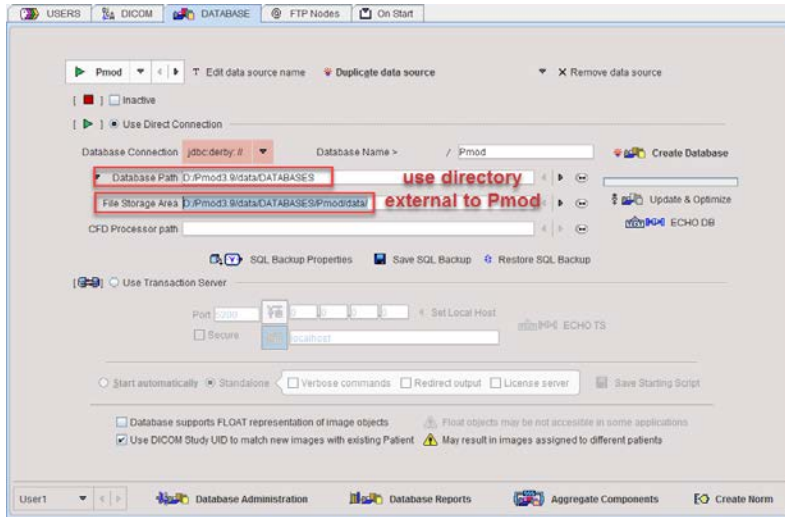 USERS DICOM DATABASE FTP Nodes On Start
Pmod T Edit data source name Duplicate data source X Remove data source
[ ] Inactive
[ ] Use Direct Connection
Database Connection jdbc:derby: // Database Name > / Pmod Create Database
Database Path D:/Pmod3.9/data/DATABASES use directory
File Storage Area D:/Pmod3.9/data/DATABASES/Pmod/data/ external to Pmod Update & Optimize
CFD Processor path ECHO DB
SQL Backup Properties Save SQL Backup Restore SQL Backup
[ ] Use Transaction Server
Port 5200 0 0 0 0 Set Local Host
Secure localhost ECHO TS
Start automatically Standalone Verbose commands Redirect output License server Save Starting Script
Database supports FLOAT representation of image objects Float objects may be not accesible in some applications
Use DICOM Study UID to match new images with existing Patient May result in images assigned to different patients
User1 Database Administration Database Reports Aggregate Components Create Norm